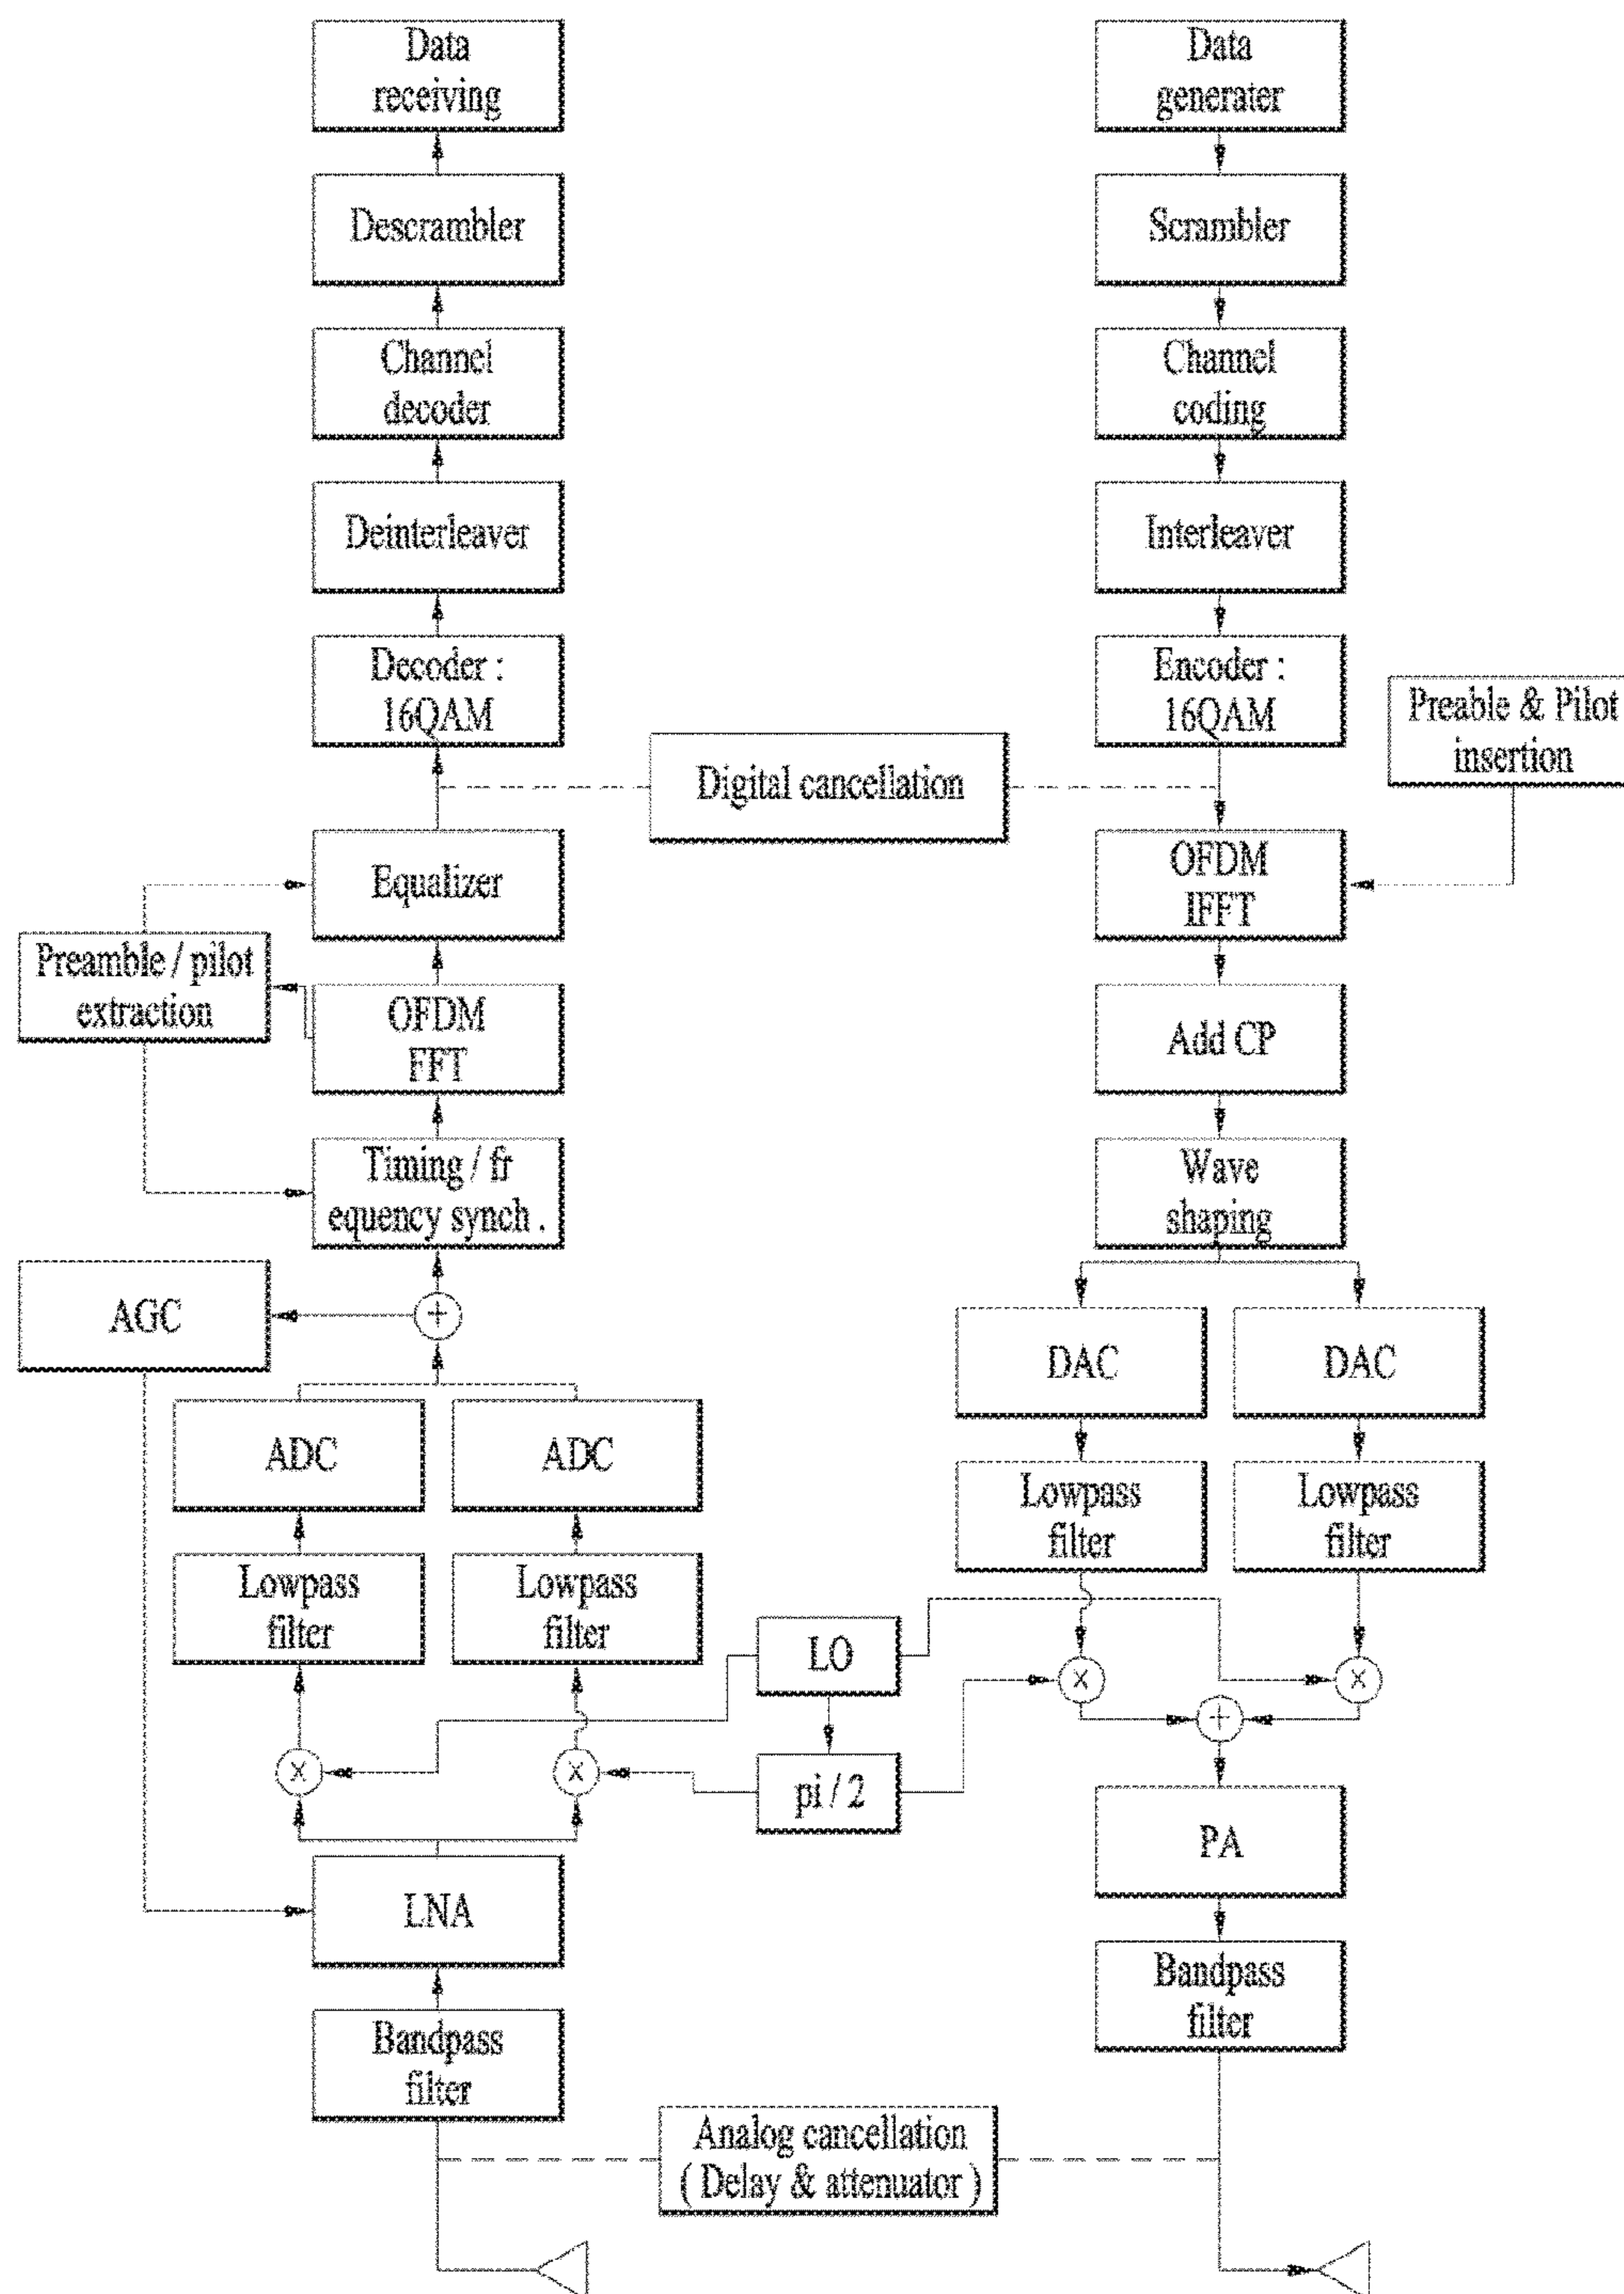 Data
receiving
Data
generater
Descrambler
Scrambler
Channel
decoder
Channel
coding
Deinterleaver
Interleaver
Decoder :
16QAM
Encoder :
16QAM
Preable & Pilot
insertion
Digital cancellation
Equalizer
OFDM
IFFT
Preamble / pilot
extraction
OFDM
FFT
Add CP
Timing / fr
equency synch .
Wave
shaping
AGC
+
DAC
DAC
ADC
ADC
Lowpass
filter
Lowpass
filter
Lowpass
filter
Lowpass
filter
LO
X
X
+
X
X
pi / 2
PA
LNA
Bandpass
filter
Bandpass
filter
Analog cancellation
( Delay & attenuator )